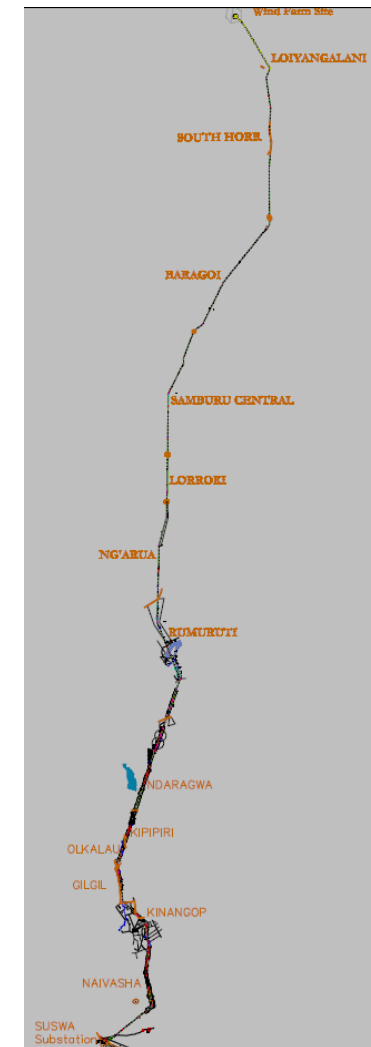 Wind Farm Site
LOIYANGALANI
SOUTH HORR
BARAGOI
SAMBURU CENTRAL
LORROKI
NG'ARUA
RUMURUTI
NDARAGWA
KIPIPIRI
OLKALAU
GILGIL
KINANGOP
NAIVASHA
SUSWA
Substation